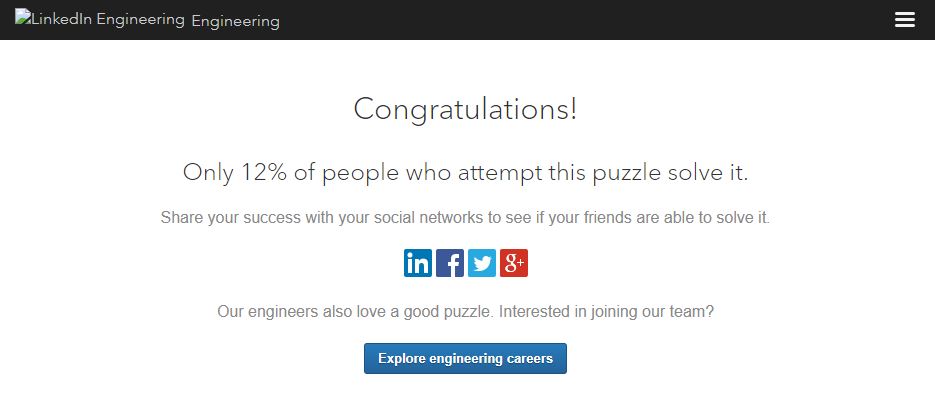 LinkedIn Engineering Engineering
Congratulations!
Only 12% of people who attempt this puzzle solve it.
Share your success with your social networks to see if your friends are able to solve it.
in f g+
Our engineers also love a good puzzle. Interested in joining our team?
Explore engineering careers